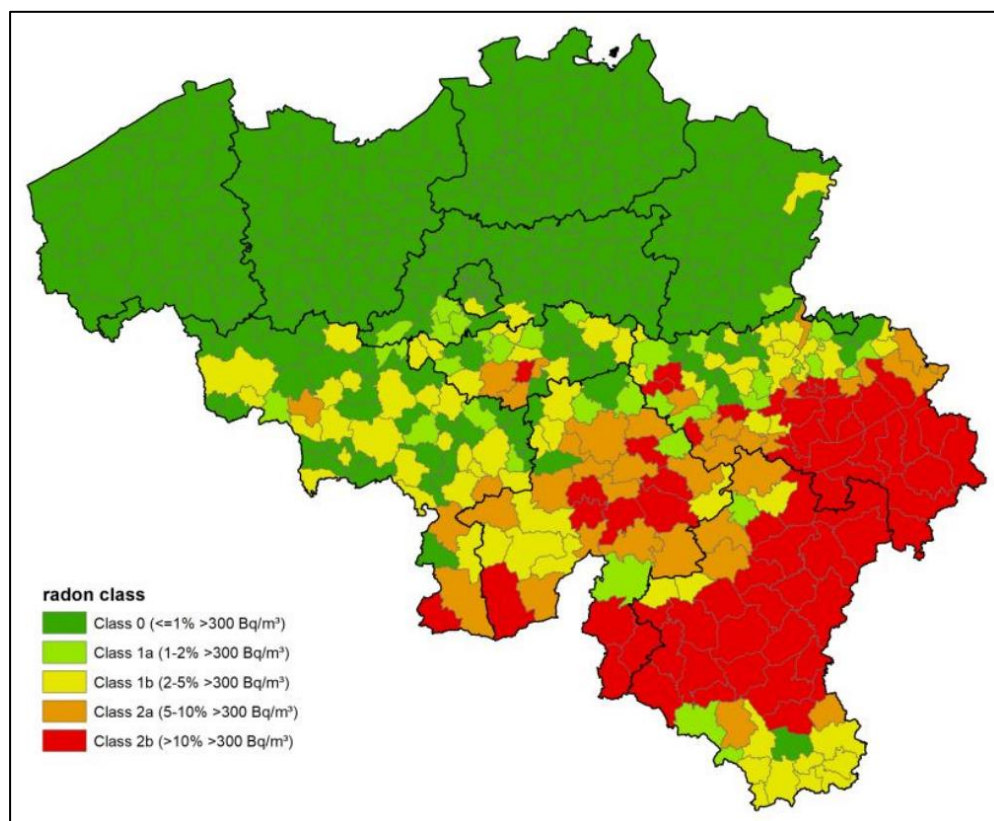 radon class
Class 0 (<=1% >300 Bq/m³)
Class 1a (1-2% >300 Bq/m³)
Class 1b (2-5% >300 Bq/m³)
Class 2a (5-10% >300 Bq/m³)
Class 2b (>10% >300 Bq/m³)